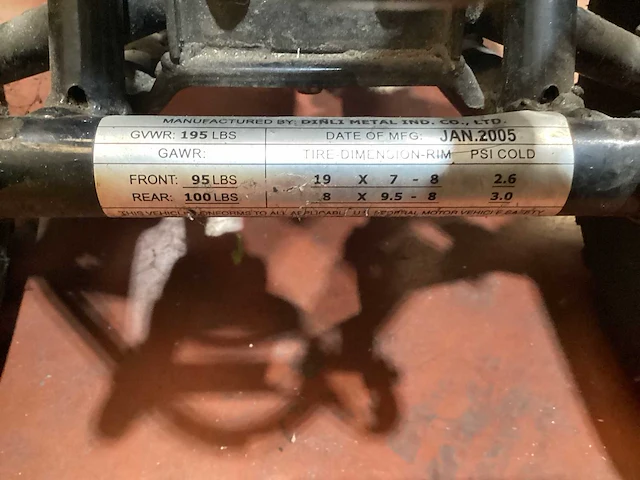 MANUFACTURED BY: DINLI METAL IND. CO., LTD.
GVWR: 195 LBS DATE OF MFG: JAN.2005
GAWR: TIRE-DIMENSION-RIM PSI COLD
FRONT: 95 LBS 19 X 7 - 8 2.6
REAR: 100 LBS 8 X 9.5 - 8 3.0
THIS VEHICLE CONFORMS TO ALL APPLICABLE U.S. FEDERAL MOTOR VEHICLE SAFETY